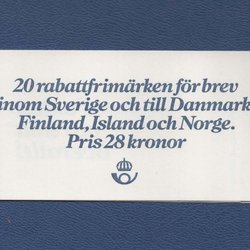 20 rabattfrimärken för brev
inom Sverige och till Danmark
Finland, Island och Norge.
Pris 28 kronor